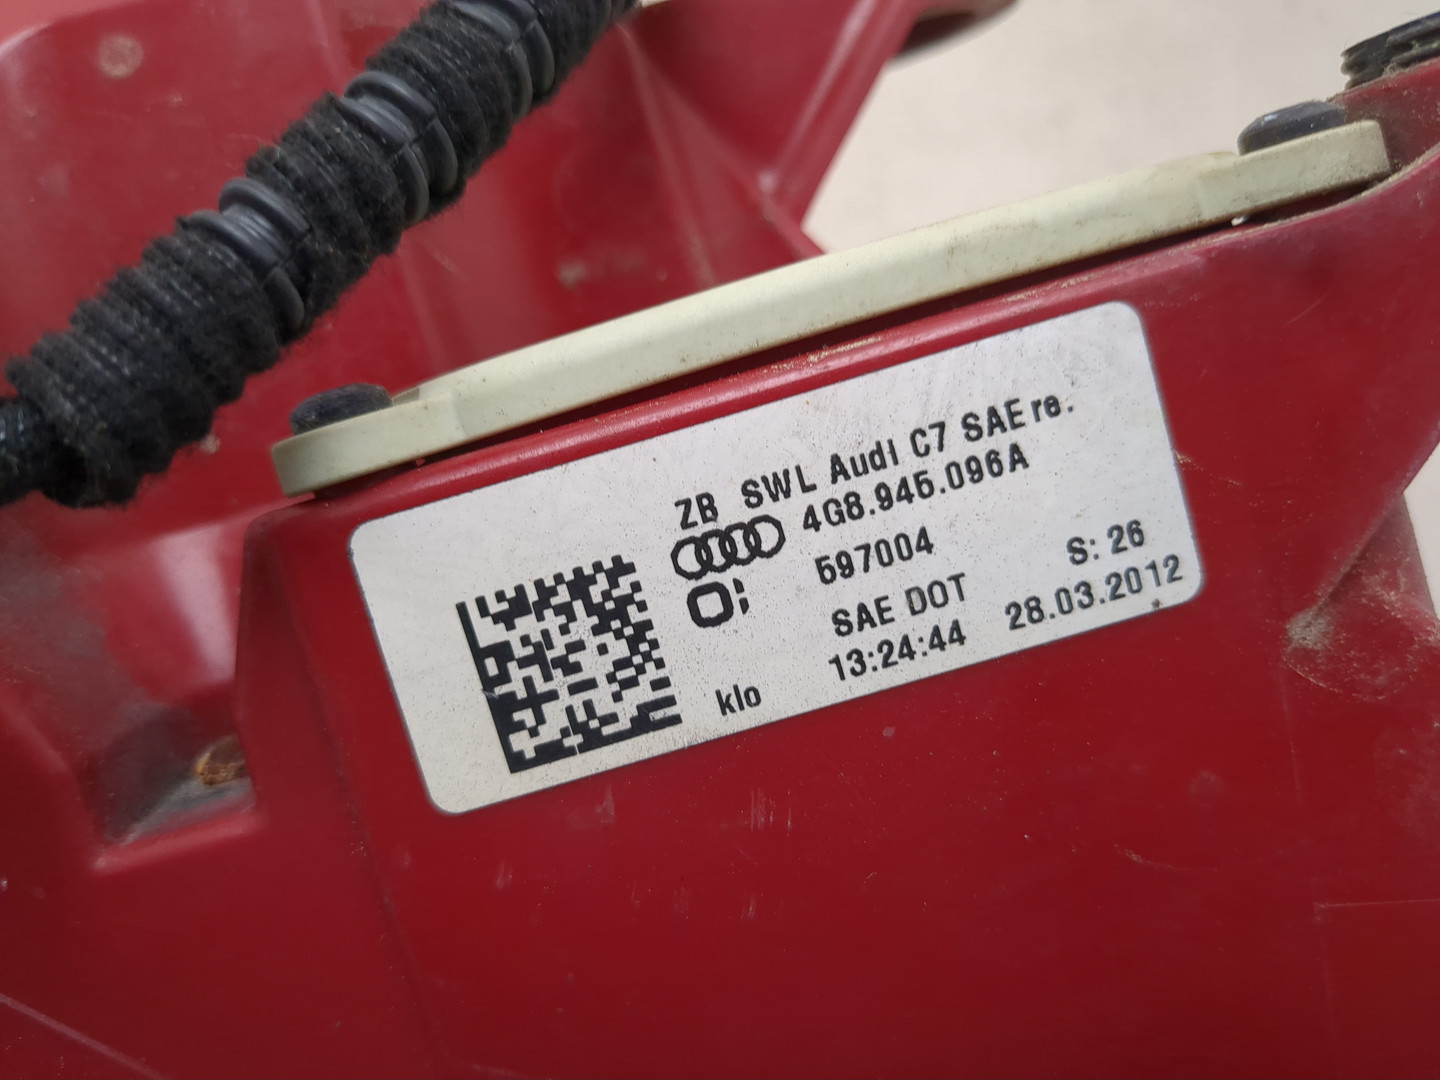 ZB SWL Audi C7 SAE re.
4G8.945.096A
597004
SAE DOT S: 26
13:24:44 28.03.2012
klo